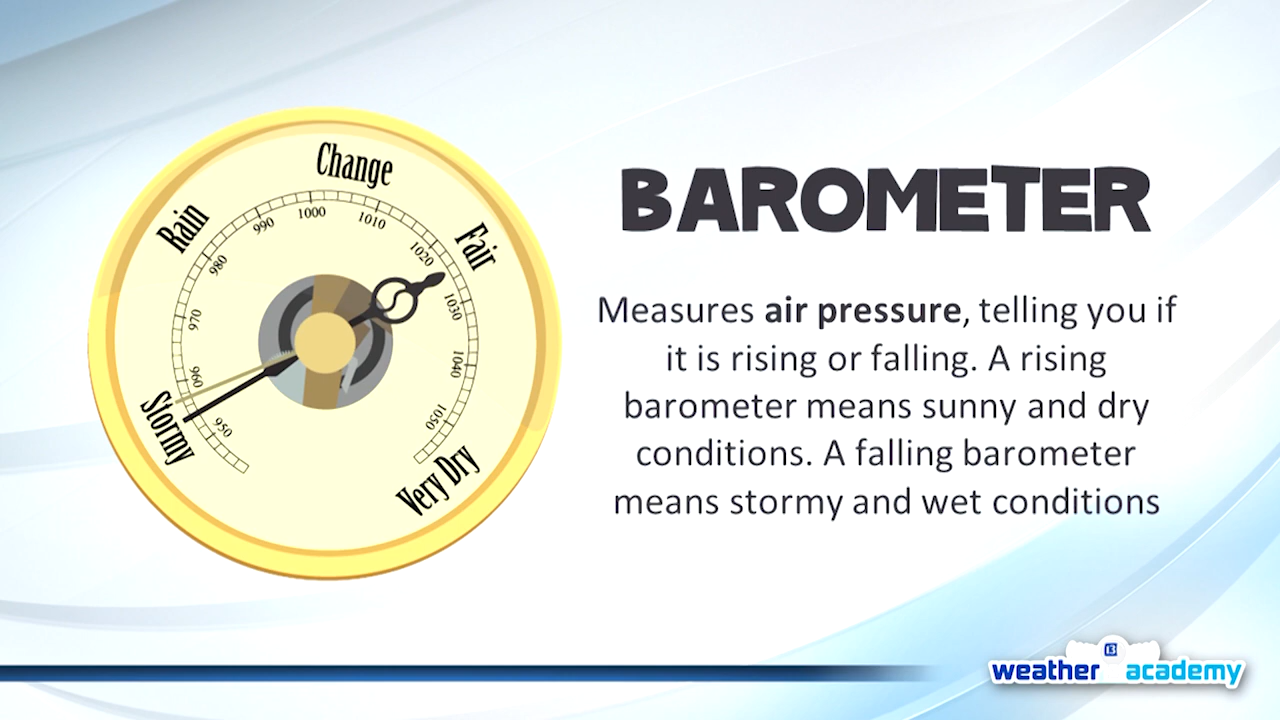 Change
Rain
Fair
Stormy
Very Dry
950
960
970
980
990
1000
1010
1020
1030
1040
1050
BAROMETER
Measures air pressure, telling you if
it is rising or falling. A rising
barometer means sunny and dry
conditions. A falling barometer
means stormy and wet conditions
13
weather academy